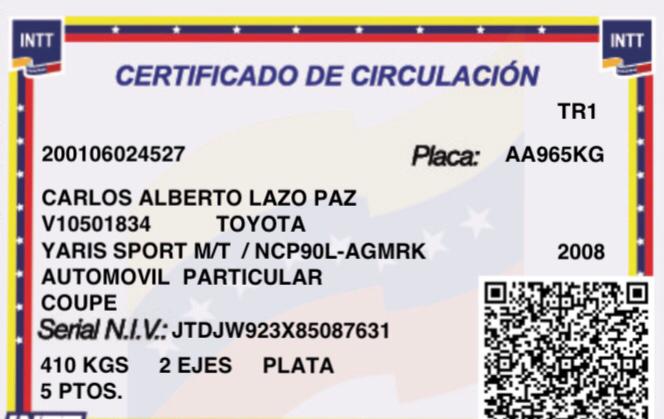 INTT
INTT
CERTIFICADO DE CIRCULACIÓN
TR1
200106024527 Placa: AA965KG
CARLOS ALBERTO LAZO PAZ
V10501834 TOYOTA
YARIS SPORT M/T / NCP90L-AGMRK 2008
AUTOMOVIL PARTICULAR
COUPE
Serial N.I.V.: JTDJW923X85087631
410 KGS 2 EJES PLATA
5 PTOS.